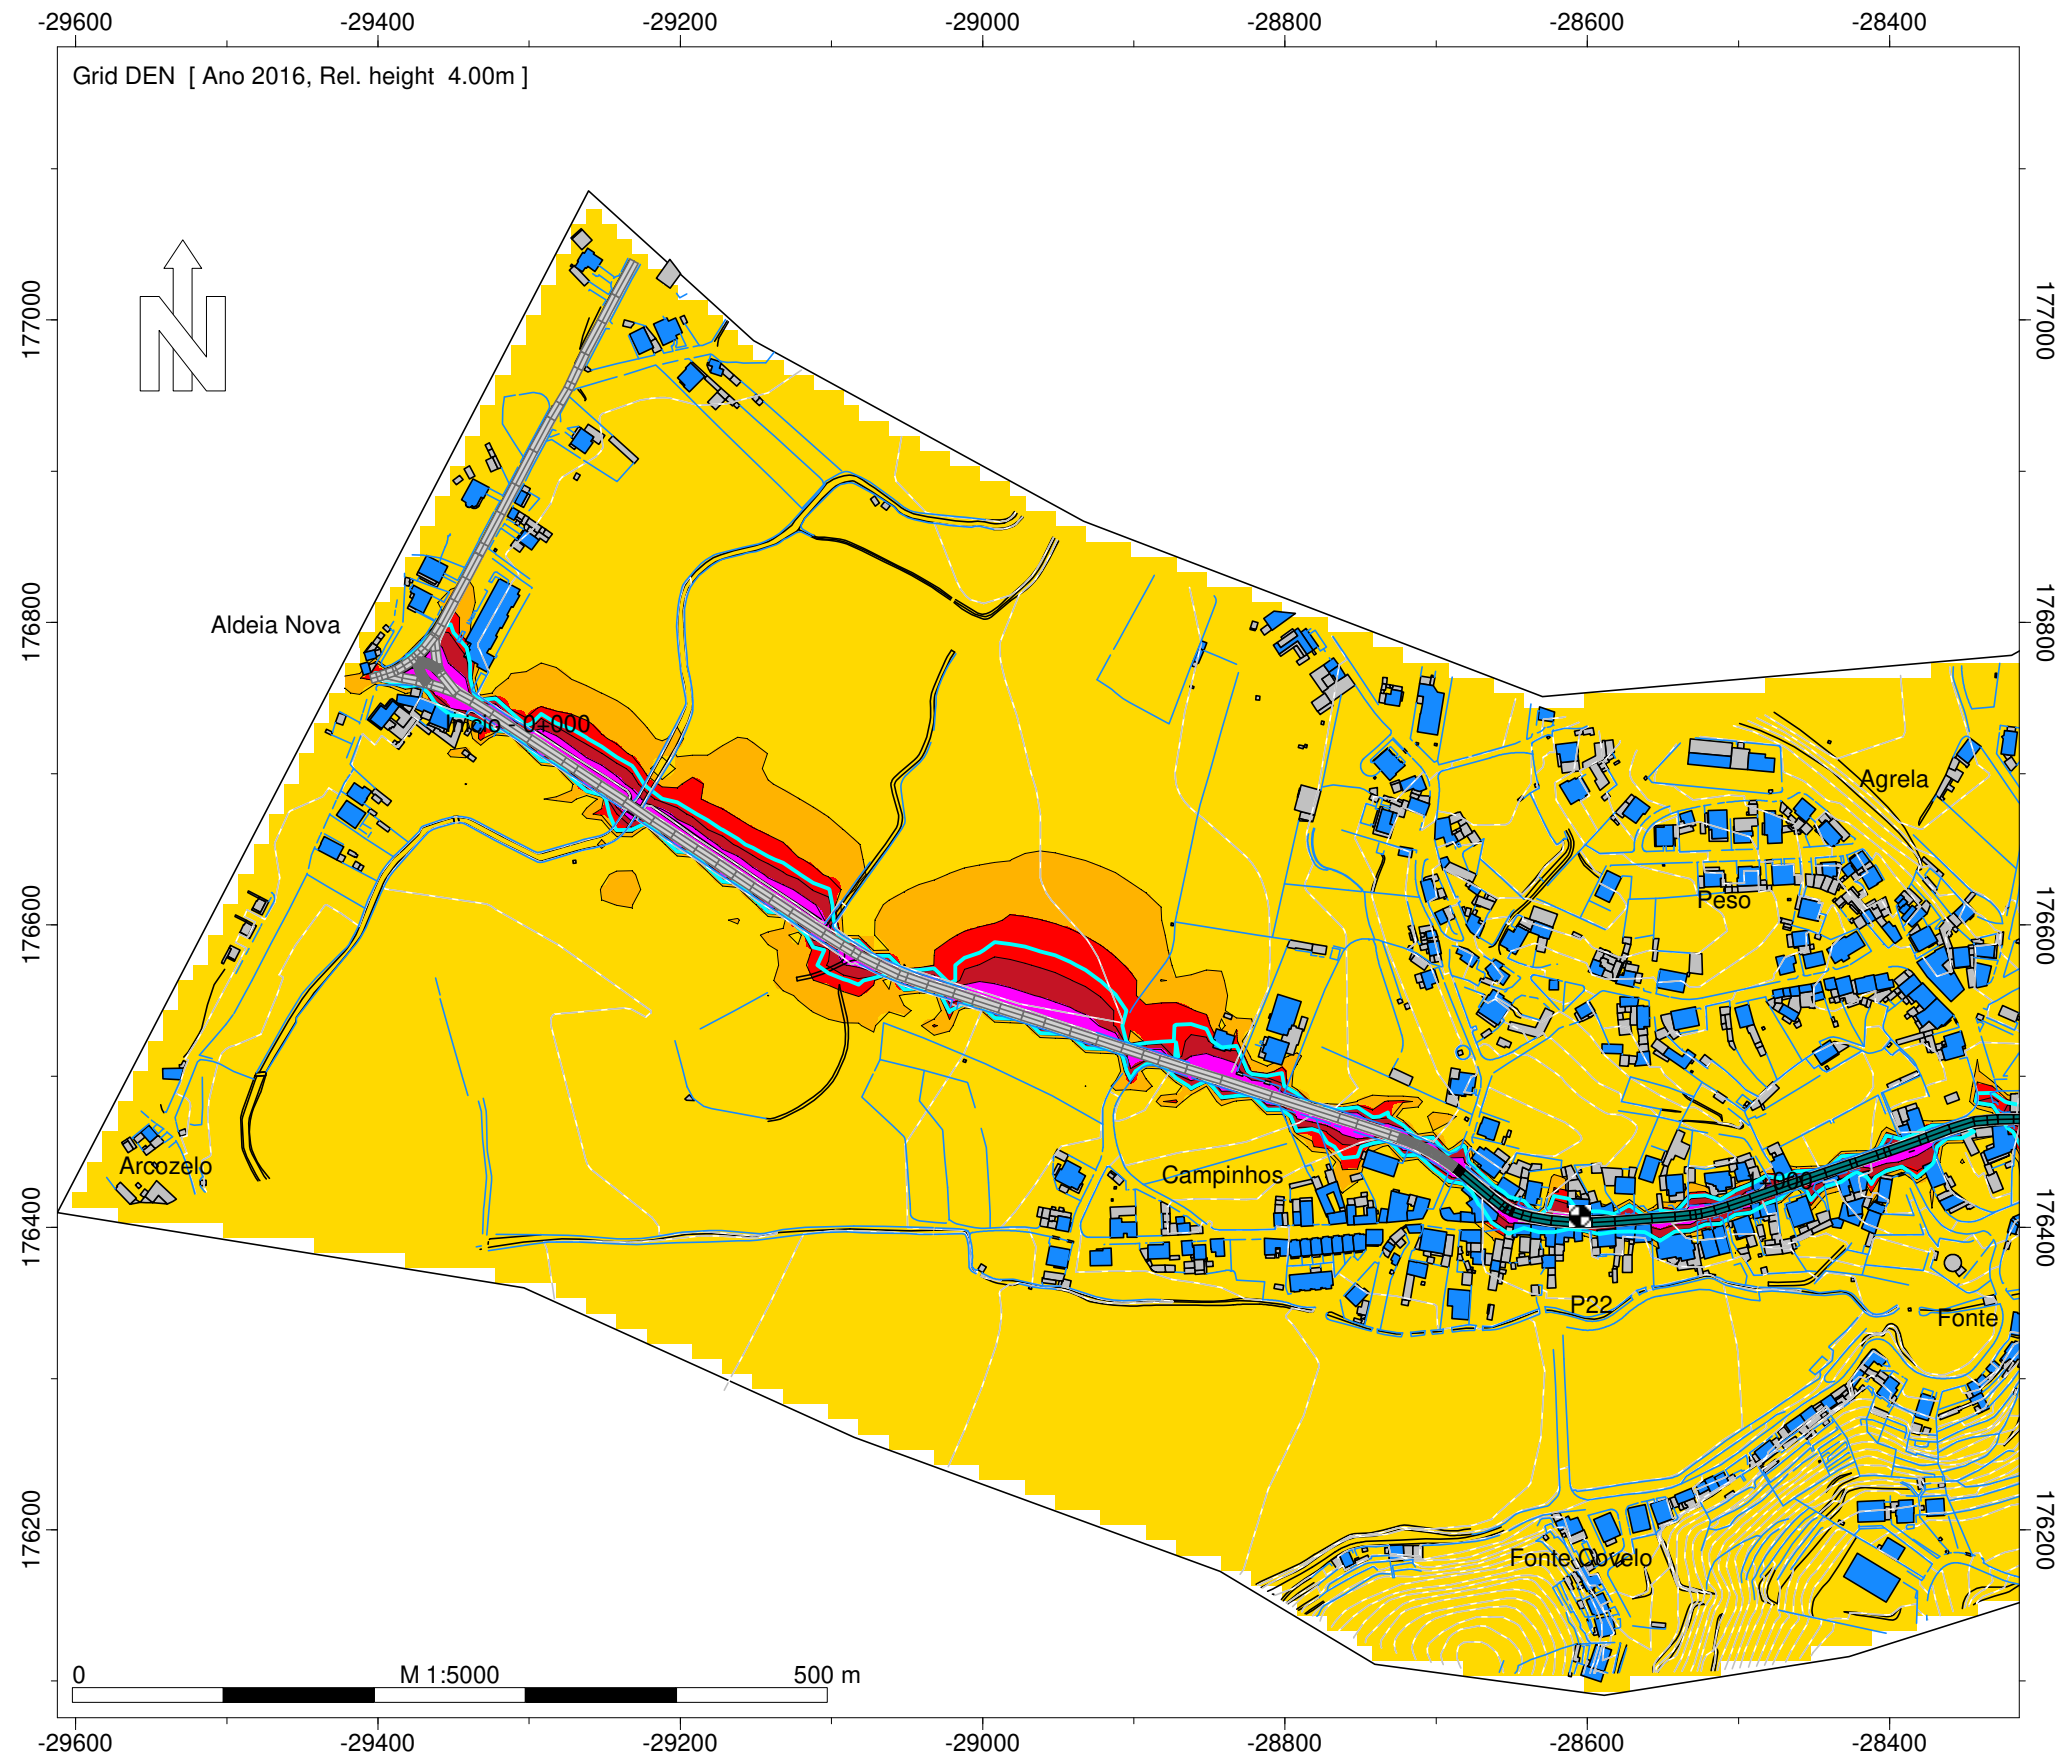 -29600 -29400 -29200 -29000 -28800 -28600 -28400
Grid DEN [ Ano 2016, Rel. height 4.00m ]
177000 177000
N
Aldeia Nova
176800 176800
Início - 0+000
Agrela
Peso
176600 176600
Arcozelo
Campinhos
1+000
176400 176400
P22
Fonte
176200 176200
Fonte Covelo
0 M 1:5000 500 m
-29600 -29400 -29200 -29000 -28800 -28600 -28400